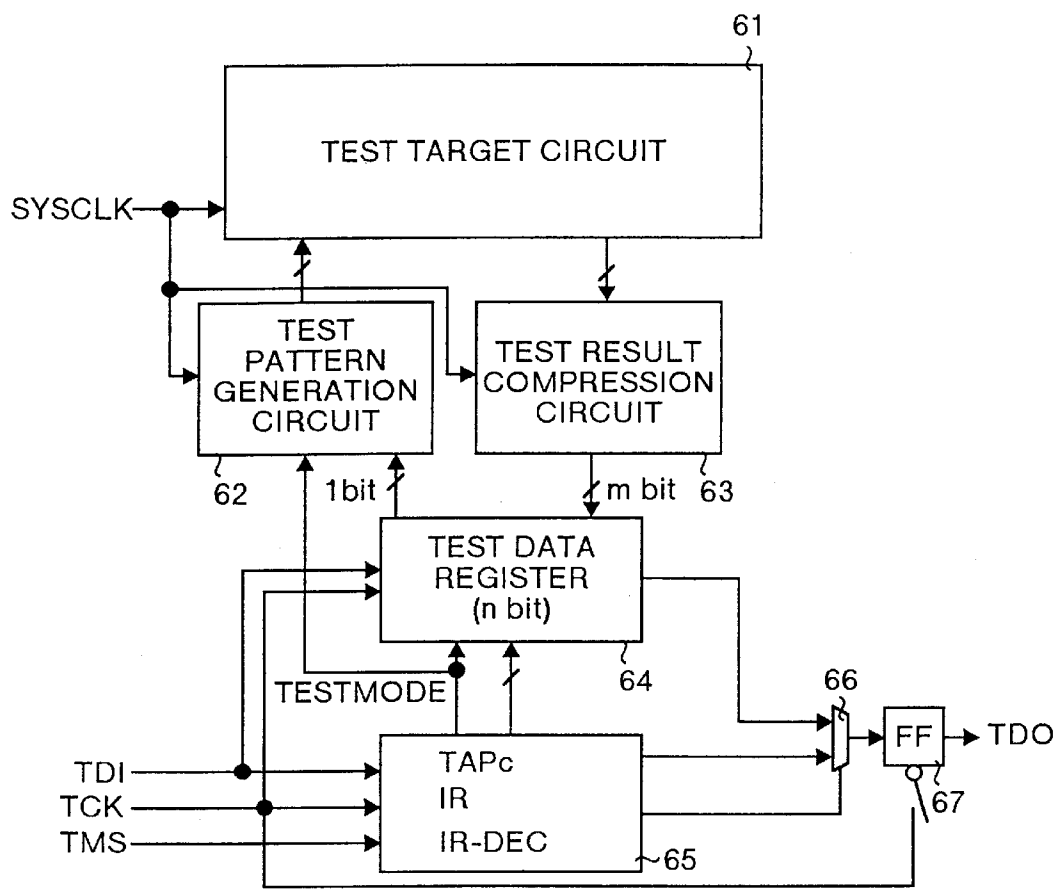 61
TEST TARGET CIRCUIT
SYSCLK
TEST
PATTERN
GENERATION
CIRCUIT
TEST RESULT
COMPRESSION
CIRCUIT
62
1bit
m bit
63
TEST DATA
REGISTER
(n bit)
64
TESTMODE
66
FF
TDO
67
TDI
TCK
TMS
TAPc
IR
IR-DEC
65